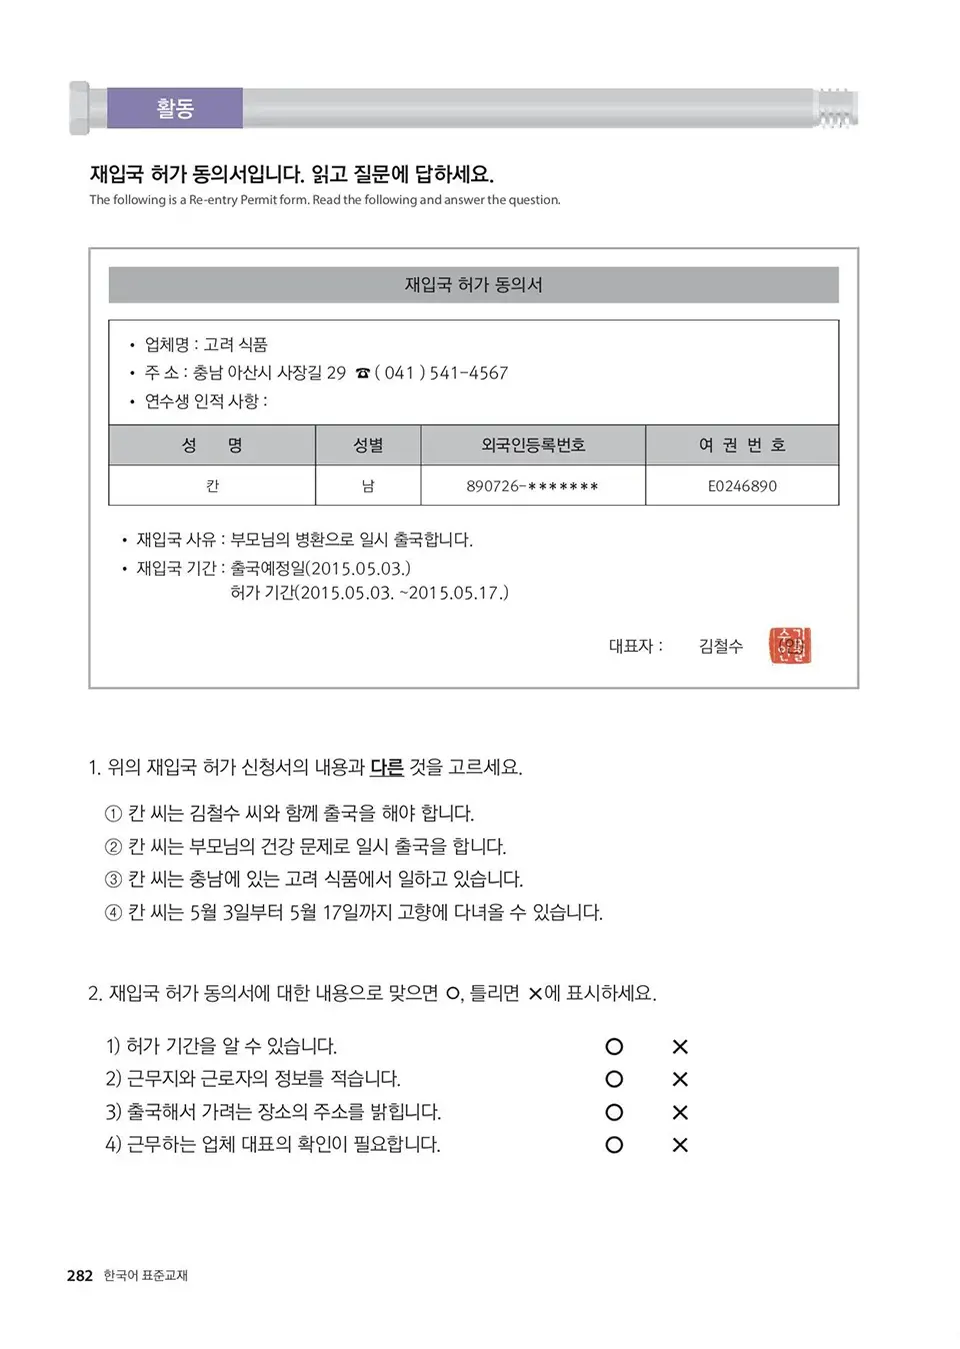 활동
재입국 허가 동의서입니다. 읽고 질문에 답하세요.
The following is a Re-entry Permit form. Read the following and answer the question.
재입국 허가 동의서
• 업체명 : 고려 식품
• 주 소 : 충남 아산시 사장길 29 ☎ ( 041 ) 541-4567
• 연수생 인적 사항 :
성 명 성별 외국인등록번호 여 권 번 호
칸 남 890726-******* E0246890
• 재입국 사유 : 부모님의 병환으로 일시 출국합니다.
• 재입국 기간 : 출국예정일(2015.05.03.)
허가 기간(2015.05.03. ~2015.05.17.)
대표자 : 김철수 (인)
1. 위의 재입국 허가 신청서의 내용과 다른 것을 고르세요.
① 칸 씨는 김철수 씨와 함께 출국을 해야 합니다.
② 칸 씨는 부모님의 건강 문제로 일시 출국을 합니다.
③ 칸 씨는 충남에 있는 고려 식품에서 일하고 있습니다.
④ 칸 씨는 5월 3일부터 5월 17일까지 고향에 다녀올 수 있습니다.
2. 재입국 허가 동의서에 대한 내용으로 맞으면 O, 틀리면 ×에 표시하세요.
1) 허가 기간을 알 수 있습니다. O ×
2) 근무지와 근로자의 정보를 적습니다. O ×
3) 출국해서 가려는 장소의 주소를 밝힙니다. O ×
4) 근무하는 업체 대표의 확인이 필요합니다. O ×
282 한국어 표준교재